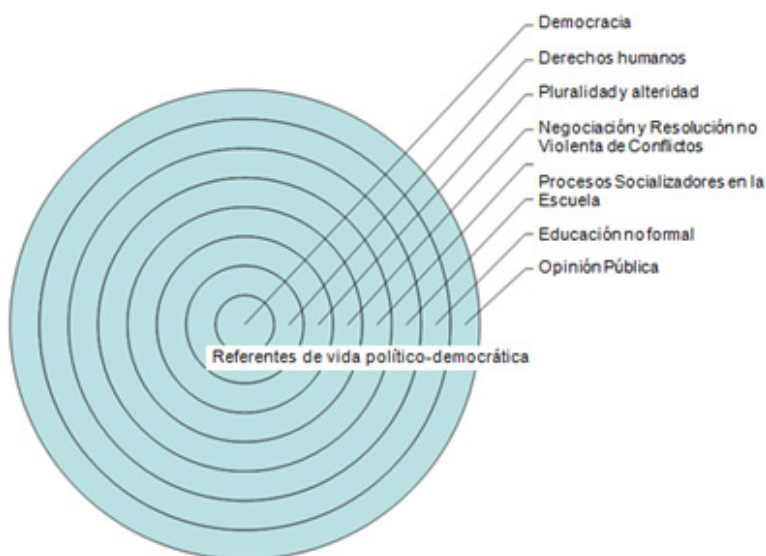 Democracia
Derechos humanos
Pluralidad y alteridad
Negociación y Resolución no
Violenta de Conflictos
Procesos Socializadores en la
Escuela
Educación no formal
Opinión Pública
Referentes de vida político-democrática